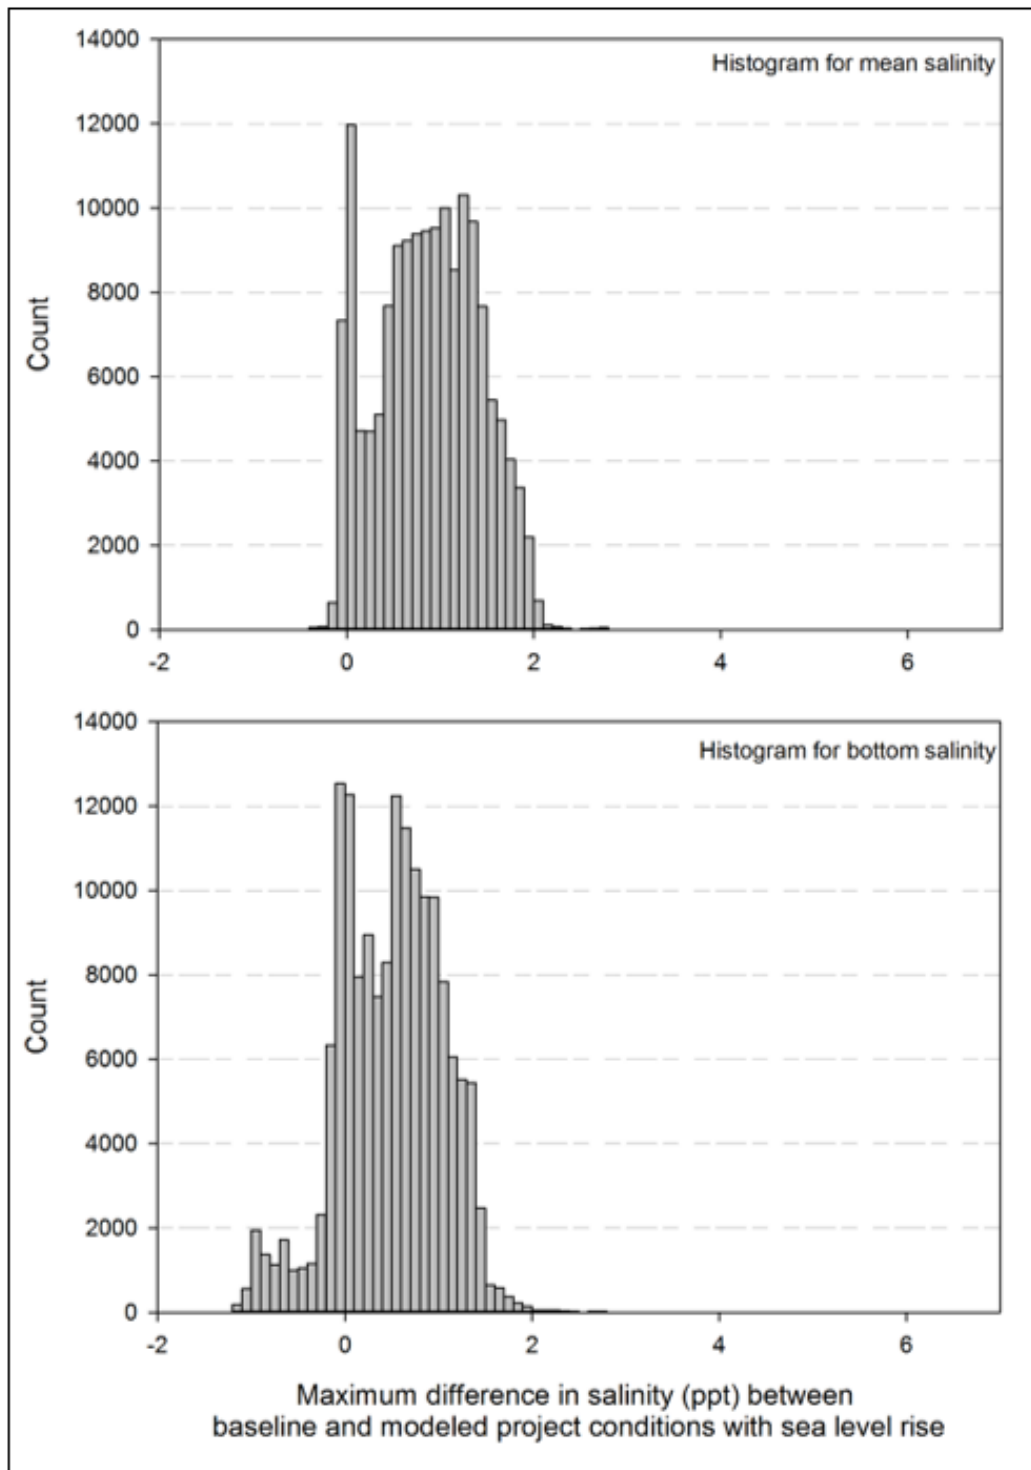 Histogram for mean salinity
14000
12000
10000
8000
6000
4000
2000
0
Count
-2 0 2 4 6
Histogram for bottom salinity
14000
12000
10000
8000
6000
4000
2000
0
Count
-2 0 2 4 6
Maximum difference in salinity (ppt) between
baseline and modeled project conditions with sea level rise